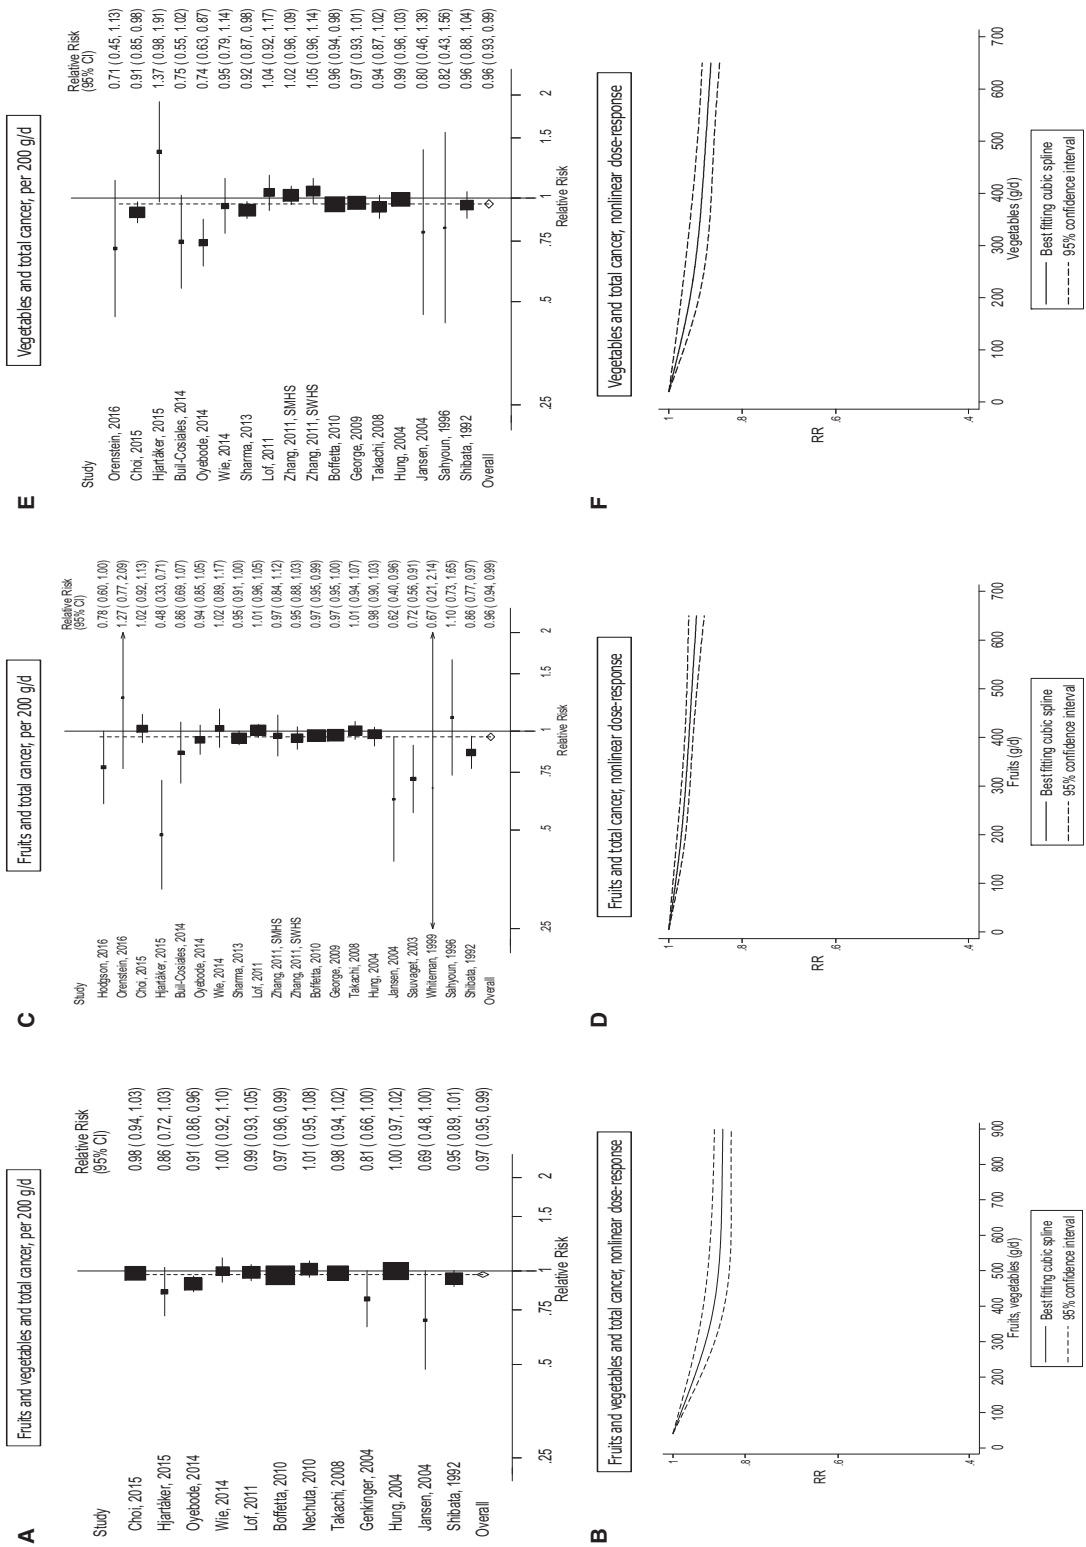 A
Fruits and vegetables and total cancer, per 200 g/d
Study
Relative Risk
(95% CI)
Choi, 2015 0.98 ( 0.94, 1.03)
Hjartåker, 2015 0.86 ( 0.72, 1.03)
Oyebode, 2014 0.91 ( 0.86, 0.96)
Wie, 2014 1.00 ( 0.92, 1.10)
Lof, 2011 0.99 ( 0.93, 1.05)
Boffetta, 2010 0.97 ( 0.96, 0.99)
Nechuta, 2010 1.01 ( 0.95, 1.08)
Takachi, 2008 0.98 ( 0.94, 1.02)
Genkinger, 2004 0.81 ( 0.66, 1.00)
Hung, 2004 1.00 ( 0.97, 1.02)
Jansen, 2004 0.69 ( 0.48, 1.00)
Shibata, 1992 0.95 ( 0.89, 1.01)
Overall 0.97 ( 0.95, 0.99)
.25 .5 .75 1 1.5 2
Relative Risk
C
Fruits and total cancer, per 200 g/d
Study
Relative Risk
(95% CI)
Hodgson, 2016 0.78 ( 0.60, 1.00)
Orenstein, 2016 1.27 ( 0.77, 2.09)
Choi, 2015 1.02 ( 0.92, 1.13)
Hjartåker, 2015 0.48 ( 0.33, 0.71)
Buil-Cosiales, 2014 0.86 ( 0.69, 1.07)
Oyebode, 2014 0.94 ( 0.85, 1.05)
Wie, 2014 1.02 ( 0.89, 1.17)
Sharma, 2013 0.95 ( 0.91, 1.00)
Lof, 2011 1.01 ( 0.96, 1.05)
Zhang, 2011, SMHS 0.97 ( 0.84, 1.12)
Zhang, 2011, SWHS 0.95 ( 0.88, 1.03)
Boffetta, 2010 0.97 ( 0.95, 0.99)
George, 2009 0.97 ( 0.95, 1.00)
Takachi, 2008 1.01 ( 0.94, 1.07)
Hung, 2004 0.98 ( 0.90, 1.03)
Jansen, 2004 0.62 ( 0.40, 0.96)
Sauvaget, 2003 0.72 ( 0.56, 0.91)
Whiteman, 1999 0.67 ( 0.21, 2.14)
Sahyoun, 1996 1.10 ( 0.73, 1.65)
Shibata, 1992 0.86 ( 0.77, 0.97)
Overall 0.96 ( 0.94, 0.99)
.25 .5 .75 1 1.5 2
Relative Risk
E
Vegetables and total cancer, per 200 g/d
Study
Relative Risk
(95% CI)
Orenstein, 2016 0.71 ( 0.45, 1.13)
Choi, 2015 0.91 ( 0.85, 0.98)
Hjartåker, 2015 1.37 ( 0.98, 1.91)
Buil-Cosiales, 2014 0.75 ( 0.55, 1.02)
Oyebode, 2014 0.74 ( 0.63, 0.87)
Wie, 2014 0.95 ( 0.79, 1.14)
Sharma, 2013 0.92 ( 0.87, 0.98)
Lof, 2011 1.04 ( 0.92, 1.17)
Zhang, 2011, SMHS 1.02 ( 0.96, 1.09)
Zhang, 2011, SWHS 1.05 ( 0.96, 1.14)
Boffetta, 2010 0.96 ( 0.94, 0.98)
George, 2009 0.97 ( 0.93, 1.01)
Takachi, 2008 0.94 ( 0.87, 1.02)
Hung, 2004 0.99 ( 0.96, 1.03)
Jansen, 2004 0.80 ( 0.46, 1.38)
Sahyoun, 1996 0.82 ( 0.43, 1.56)
Shibata, 1992 0.96 ( 0.88, 1.04)
Overall 0.96 ( 0.93, 0.99)
.25 .5 .75 1 1.5 2
Relative Risk
B
Fruits and vegetables and total cancer, nonlinear dose-response
1
.8
.6
.4
RR
0 100 200 300 400 500 600 700 800 900
Fruits, vegetables (g/d)
Best fitting cubic spline
95% confidence interval
D
Fruits and total cancer, nonlinear dose-response
1
.8
.6
.4
RR
0 100 200 300 400 500 600 700
Fruits (g/d)
Best fitting cubic spline
95% confidence interval
F
Vegetables and total cancer, nonlinear dose-response
1
.8
.6
.4
RR
0 100 200 300 400 500 600 700
Vegetables (g/d)
Best fitting cubic spline
95% confidence interval